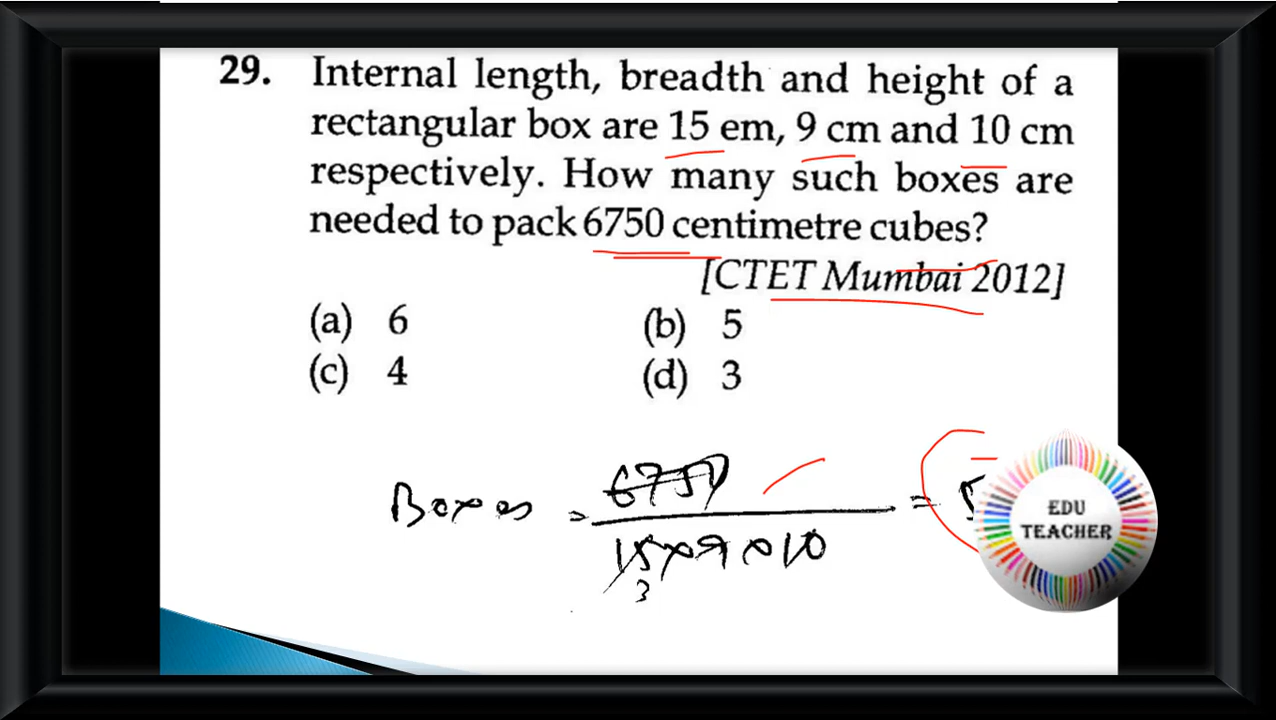 29. Internal length, breadth and height of a
rectangular box are 15 em, 9 cm and 10 cm
respectively. How many such boxes are
needed to pack 6750 centimetre cubes?
[CTET Mumbai 2012]
(a) 6 (b) 5
(c) 4 (d) 3
6750
Boxes = = 5
15×9×10
3
EDU
TEACHER